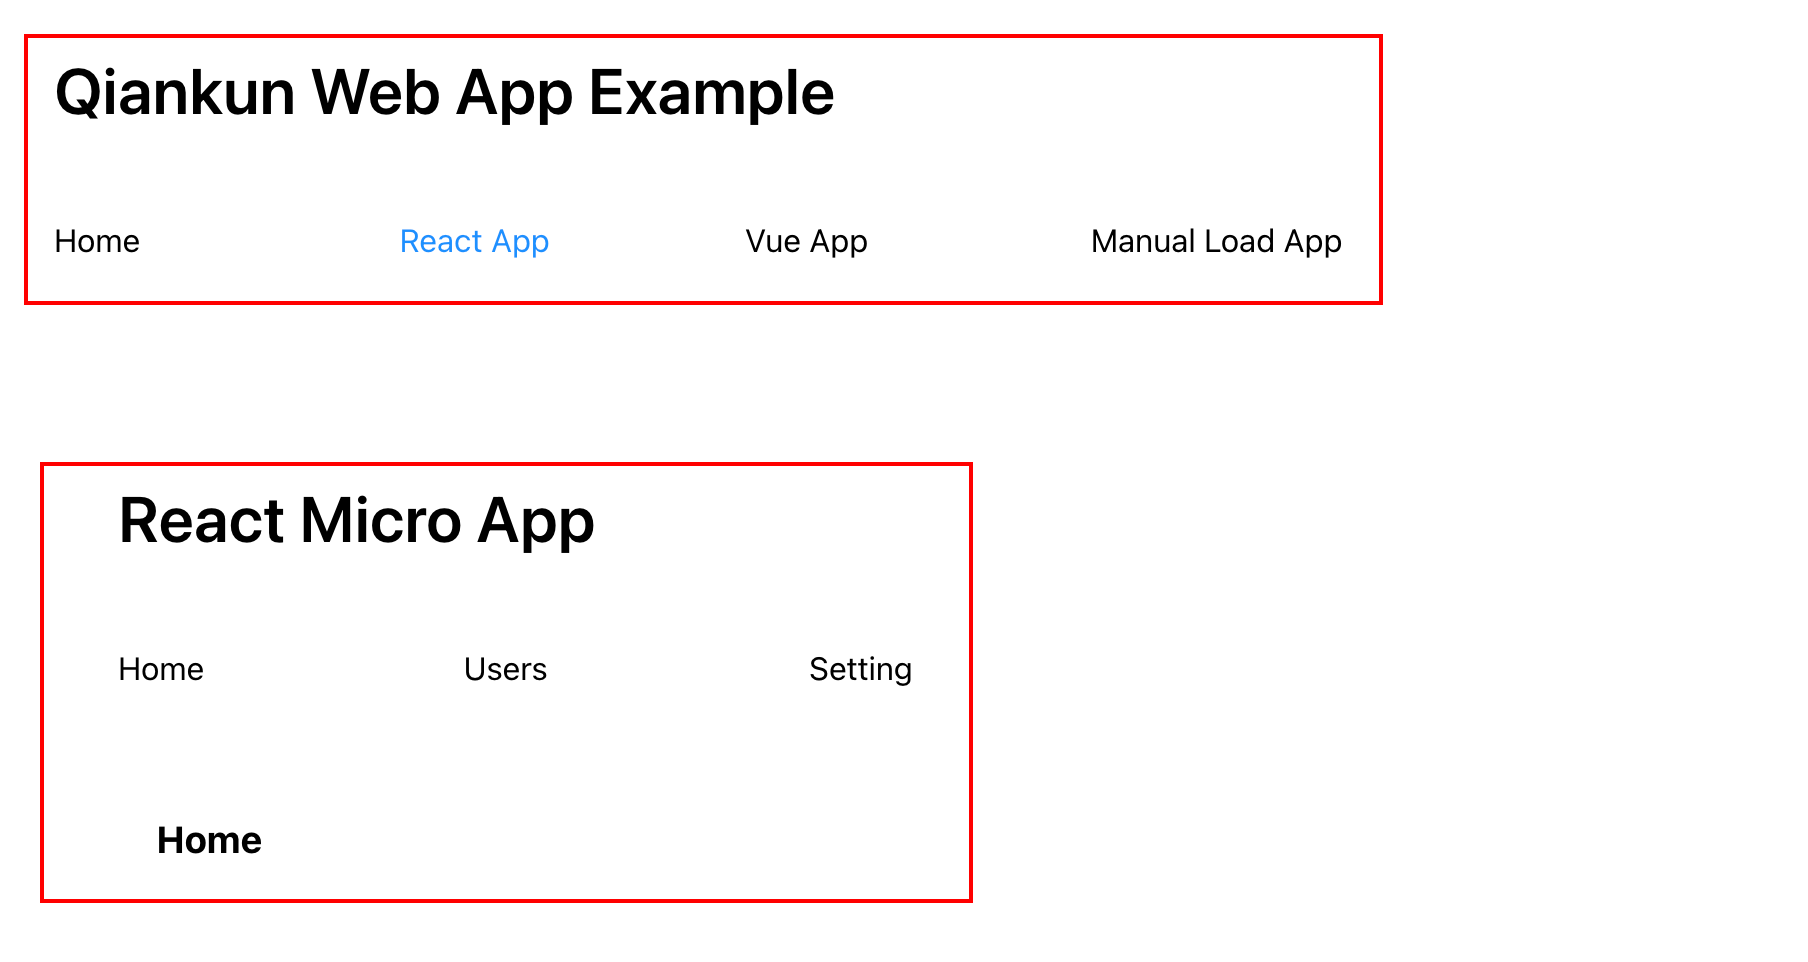 Qiankun Web App Example
Home React App Vue App Manual Load App
React Micro App
Home Users Setting
Home